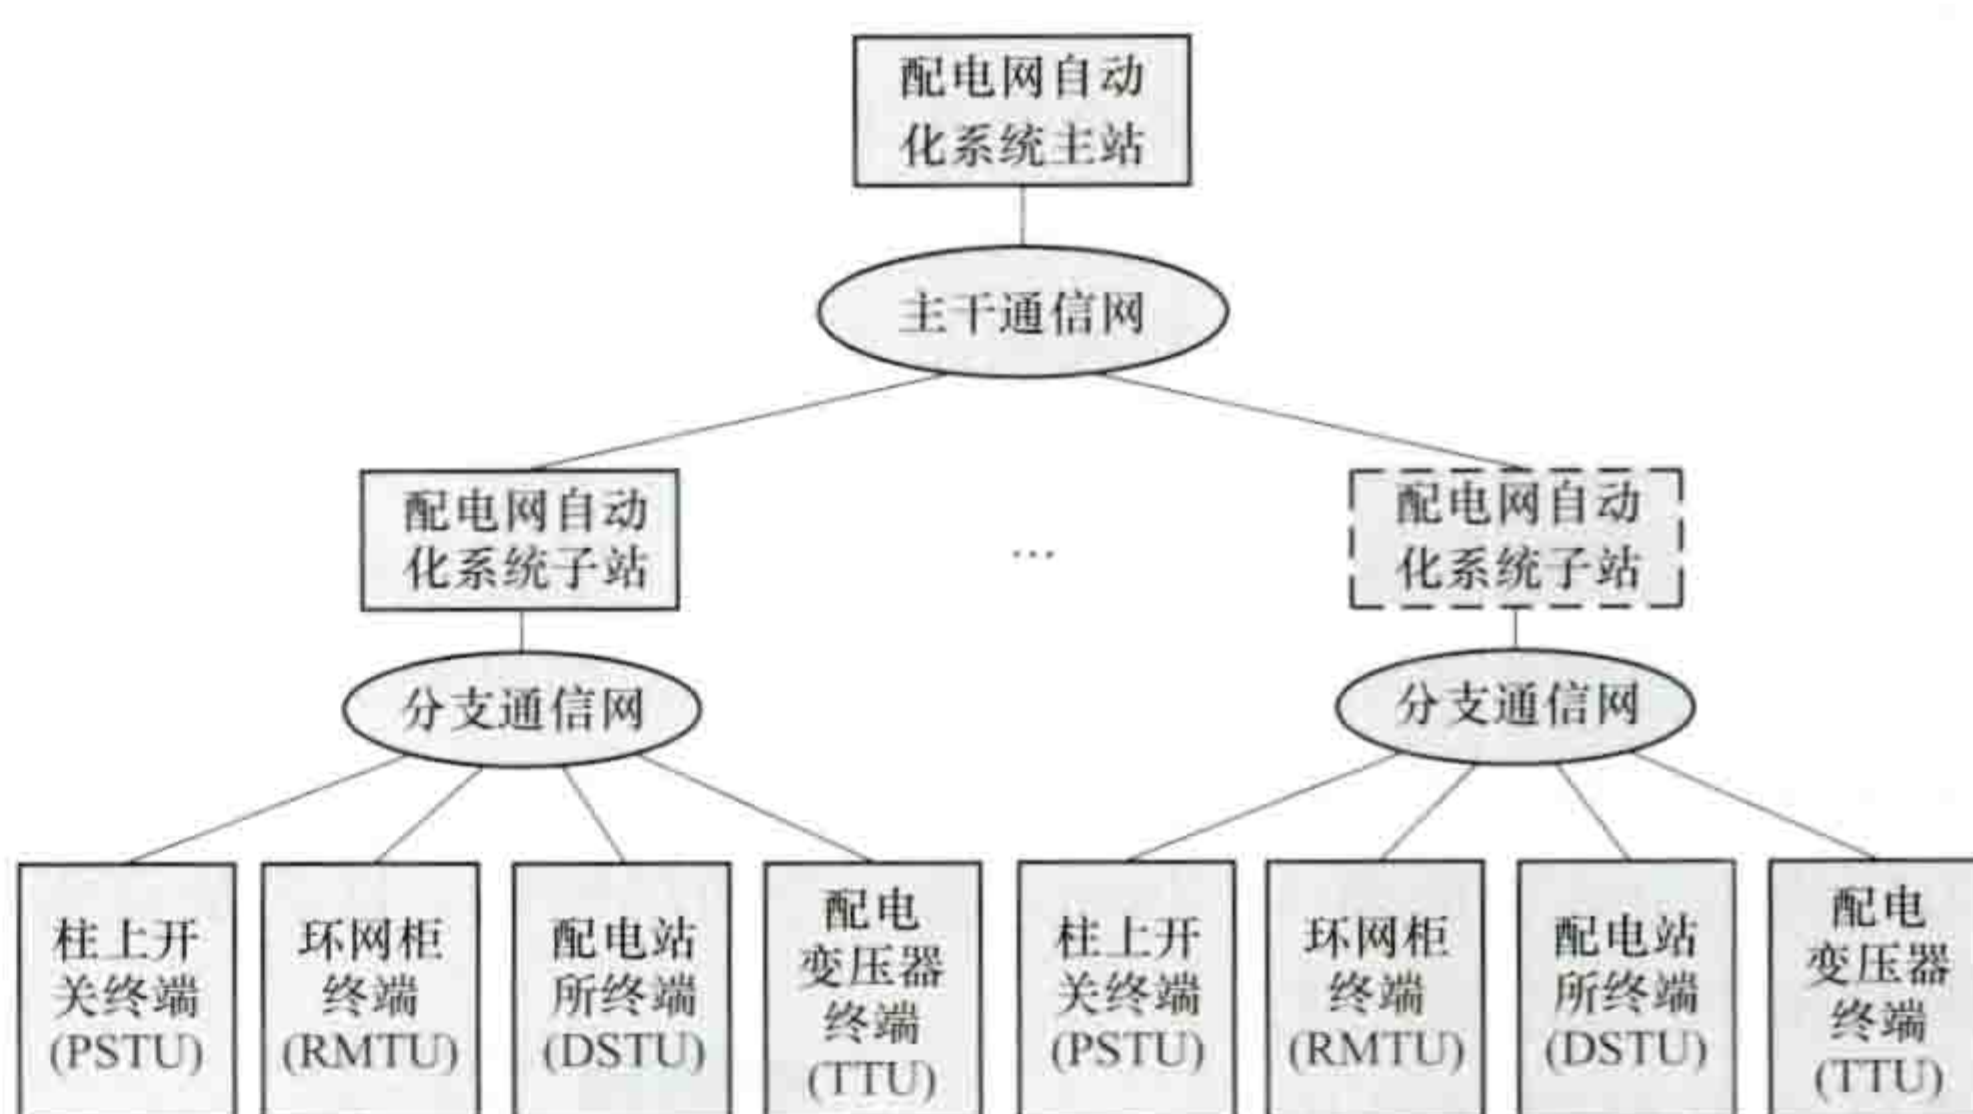 配电网自动
化系统主站
主干通信网
配电网自动
化系统子站
…
配电网自动
化系统子站
分支通信网
分支通信网
柱上开
关终端
(PSTU)
环网柜
终端
(RMTU)
配电站
所终端
(DSTU)
配电
变压器
终端
(TTU)
柱上开
关终端
(PSTU)
环网柜
终端
(RMTU)
配电站
所终端
(DSTU)
配电
变压器
终端
(TTU)